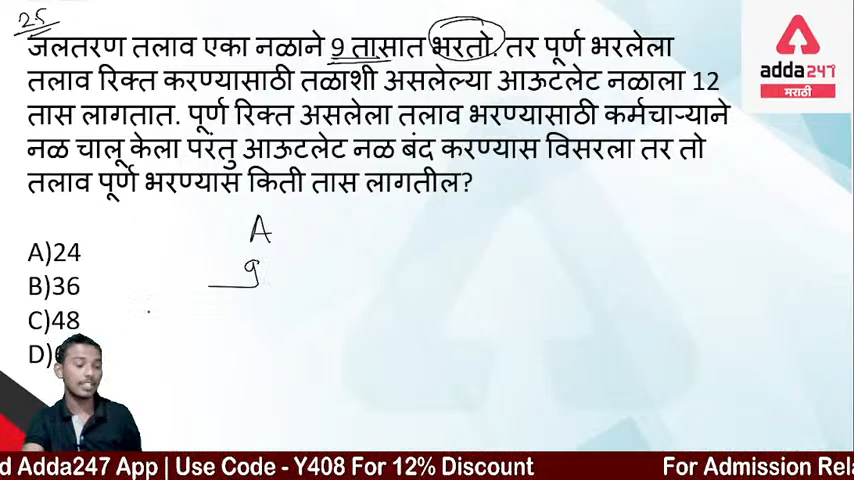 25
जलतरण तलाव एका नळाने 9 तासात भरतो. तर पूर्ण भरलेला
तलाव रिक्त करण्यासाठी तळाशी असलेल्या आऊटलेट नळाला 12
तास लागतात. पूर्ण रिक्त असलेला तलाव भरण्यासाठी कर्मचाऱ्याने
नळ चालू केला परंतु आऊटलेट नळ बंद करण्यास विसरला तर तो
तलाव पूर्ण भरण्यास किती तास लागतील?
A
9
A)24
B)36
C)48
D)
adda247
मराठी
d Adda247 App | Use Code - Y408 For 12% Discount
For Admission Rela